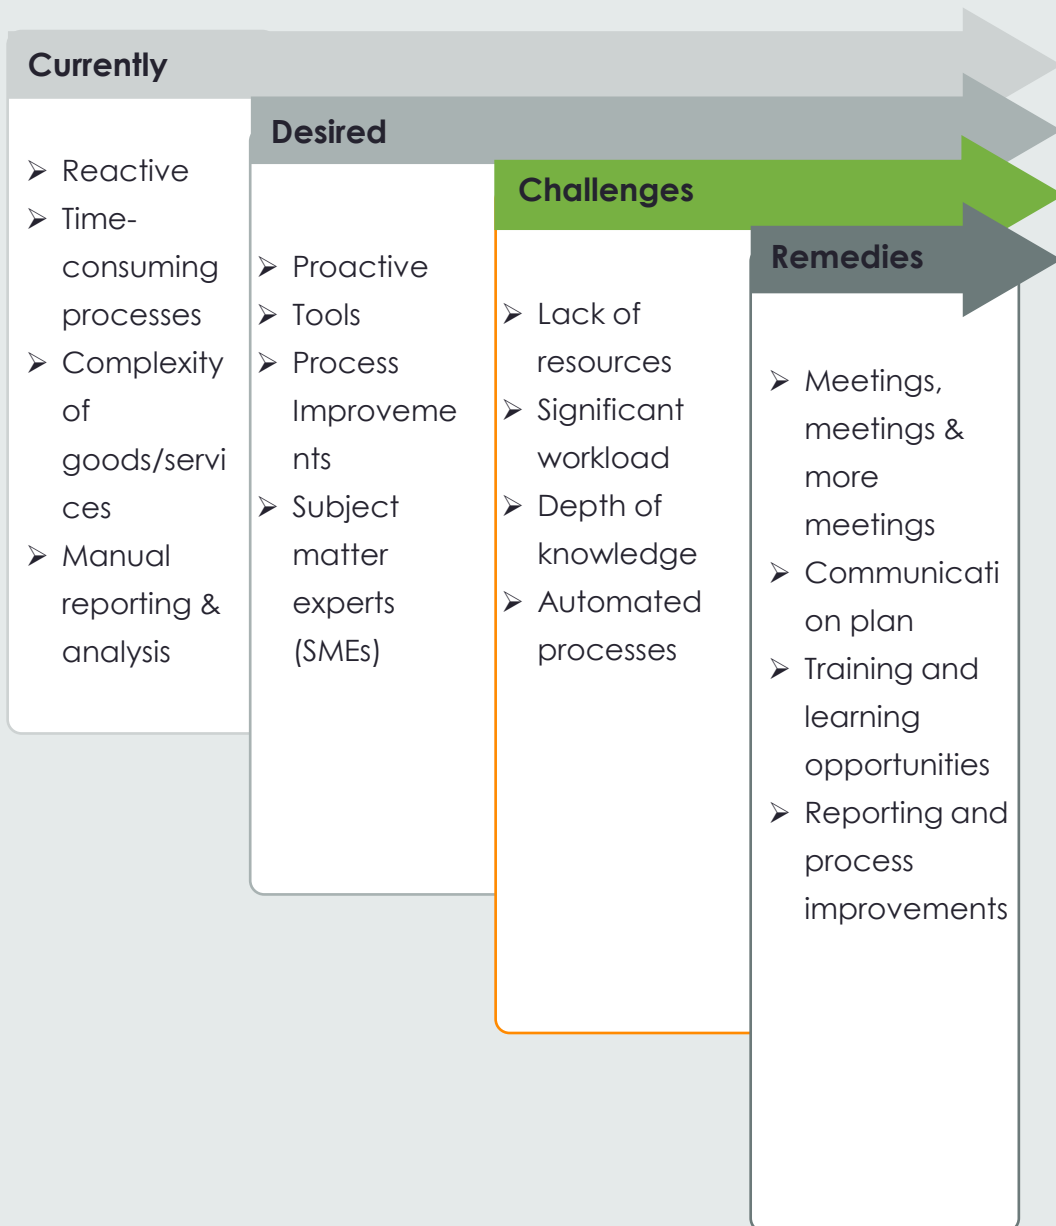 Currently
➢ Reactive
➢ Time-
consuming
processes
➢ Complexity
of
goods/servi
ces
➢ Manual
reporting &
analysis
Desired
➢ Proactive
➢ Tools
➢ Process
Improveme
nts
➢ Subject
matter
experts
(SMEs)
Challenges
➢ Lack of
resources
➢ Significant
workload
➢ Depth of
knowledge
➢ Automated
processes
Remedies
➢ Meetings,
meetings &
more
meetings
➢ Communicati
on plan
➢ Training and
learning
opportunities
➢ Reporting and
process
improvements